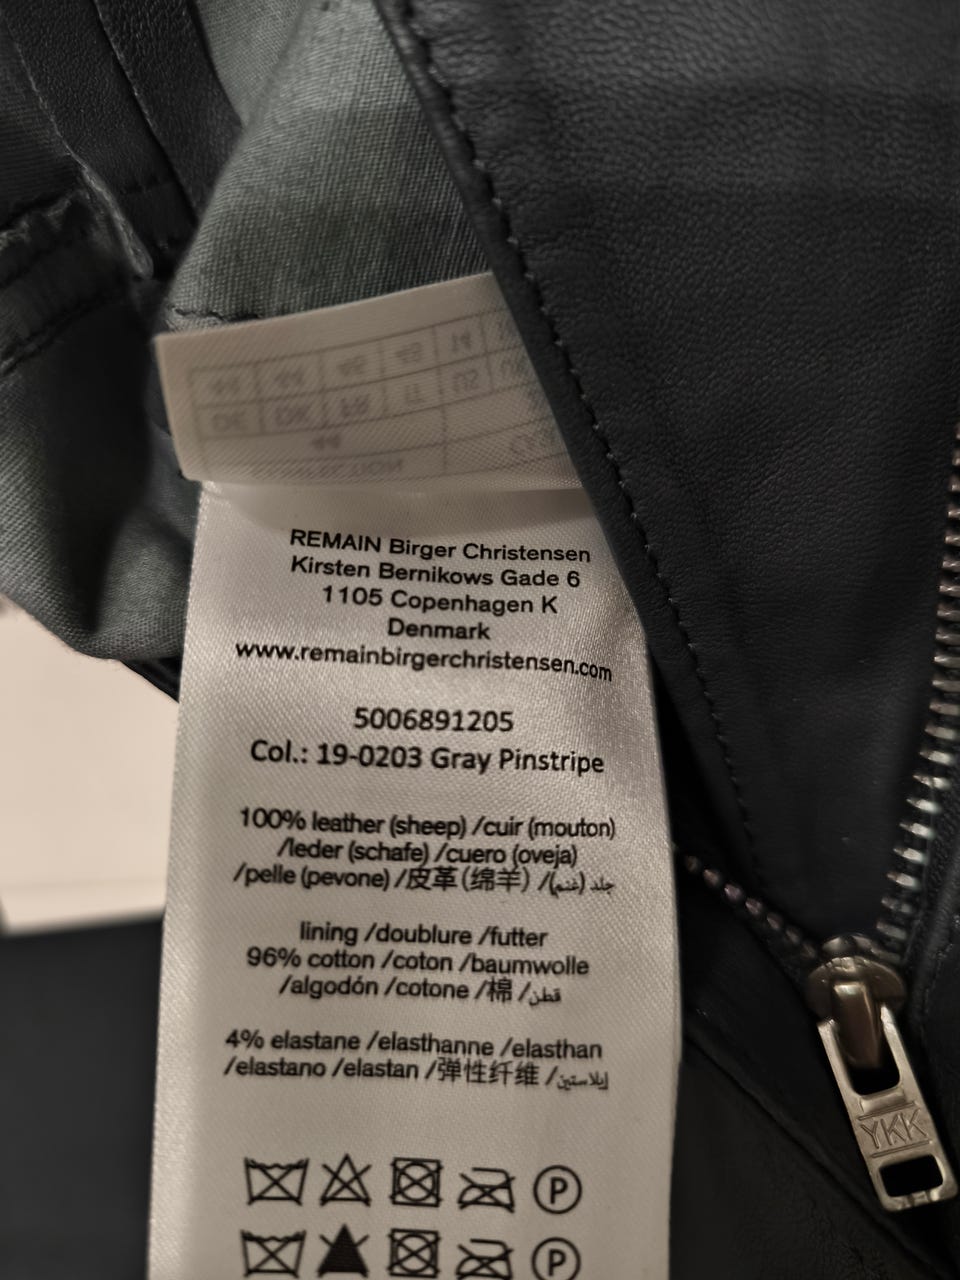 REMAIN Birger Christensen
Kirsten Bernikows Gade 6
1105 Copenhagen K
Denmark
www.remainbirgerchristensen.com
5006891205
Col.: 19-0203 Gray Pinstripe
100% leather (sheep) /cuir (mouton)
/leder (schafe) /cuero (oveja)
/pelle (pevone) /皮革（绵羊）/جلد (غنم)
lining /doublure /futter
96% cotton /coton /baumwolle
/algodón /cotone /棉 /قطن
4% elastane /elasthanne /elasthan
/elastano /elastan /弹性纤维 /إيلاستين
P
P
YKK